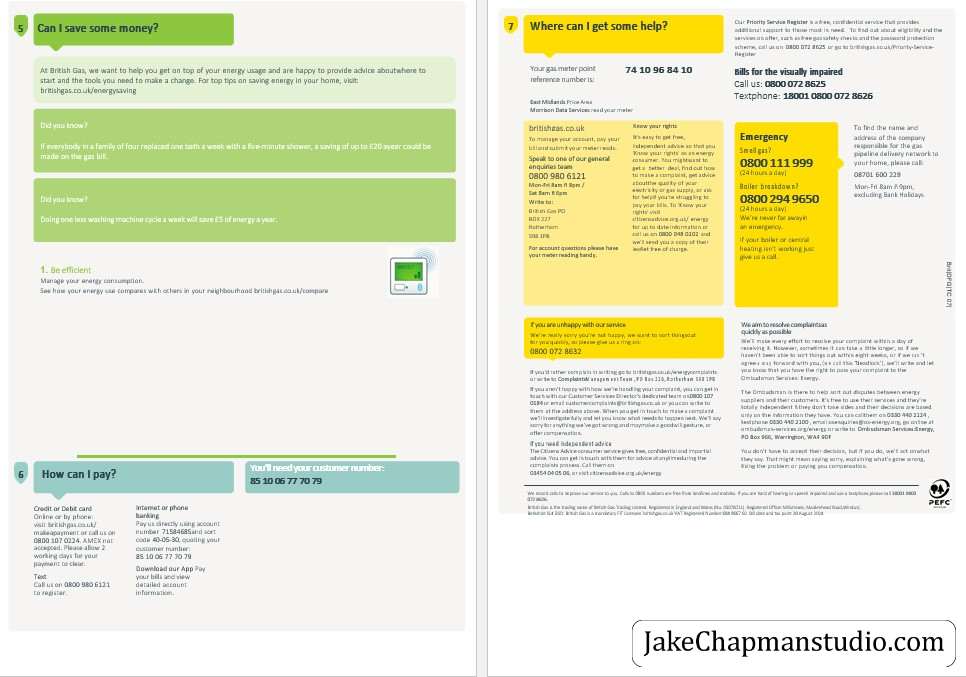 5
Can I save some money?
At British Gas, we want to help you get on top of your energy usage and are happy to provide advice aboutwhere to
start and the tools you need to make a change. For top tips on saving energy in your home, visit:
britishgas.co.uk/energysaving
Did you know?
If everybody in a family of four replaced one bath a week with a five-minute shower, a saving of up to £20 ayear could be
made on the gas bill.
Did you know?
Doing one less washing machine cycle a week will save £5 of energy a year.
1. Be efficient
Manage your energy consumption.
See how your energy use compares with others in your neighbourhood britishgas.co.uk/compare
6
How can I pay?
You'll need your customer number:
85 10 06 77 70 79
Credit or Debit card
Online or by phone:
visit britishgas.co.uk/
makeapayment or call us on
0800 107 0224. AMEX not
accepted. Please allow 2
working days for your
payment to clear.
Text
Call us on 0800 980 6121
to register.
Internet or phone
banking
Pay us directly using account
number 71584685and sort
code 40-05-30, quoting your
customer number:
85 10 06 77 70 79
Download our App Pay
your bills and view
detailed account
information.
7
Where can I get some help?
Your gas meter point
reference number is:
74 10 96 84 10
East Midlands Price Area
Morrison Data Services read your meter
Our Priority Service Register is a free, confidential service that provides
additional support to those most in need. To find out about eligibility and the
services on offer, such as free gas safety checks and the password protection
scheme, call us on 0800 072 8625 or go to britishgas.co.uk/Priority-Service-
Register
Bills for the visually impaired
Call us: 0800 072 8625
Textphone: 18001 0800 072 8626
britishgas.co.uk
To manage your account, pay your
bill and submit your meter reads.
Speak to one of our general
enquiries team
0800 980 6121
Mon-Fri 8am 8 8pm /
Sat 8am 8 6pm
Write to:
British Gas PO
BOX 227
Rotherham
S98 1PB
For account questions please have
your meter reading handy.
Know your rights
It's easy to get free,
independent advice so that you
'Know your rights' as an energy
consumer. You might want to
get a better deal, find out how
to make a complaint, get advice
about the quality of your
electricity or gas supply, or ask
for help if you're struggling to
pay your bills. To 'Know your
rights' visit
citizensadvice.org.uk/ energy
for up to date information or
call us on 0800 048 0202 and
we'll send you a copy of their
leaflet free of charge.
Emergency
Smell gas?
0800 111 999
(24 hours a day)
Boiler breakdown?
0800 294 9650
(24 hours a day)
We're never far away in
an emergency.
If your boiler or central
heating isn't working just
give us a call.
To find the name and
address of the company
responsible for the gas
pipeline delivery network to
your home, please call:
08701 600 229
Mon-Fri 8am 8 9pm,
excluding Bank Holidays
If you are unhappy with our service
We're really sorry you're not happy, we want to sort things out
for you quickly, so please give us a ring on:
0800 072 8632
If you'd rather complain in writing go to britishgas.co.uk/energycomplaints
or write to Complaints Management Team, PO Box 226, Rotherham S98 1PB
If you aren't happy with how we're handling your complaint, you can get in
touch with our Customer Services Director's dedicated team on 0800 107
0184 or email customercomplaints@britishgas.co.uk or you can write to
them at the address above. When you get in touch to make a complaint
we'll investigate fully and let you know what needs to happen next. We'll say
sorry for anything we've got wrong and may make a goodwill gesture, or
offer compensation.
If you need independent advice
The Citizens Advice consumer service gives free, confidential and impartial
advice. You can get in touch with them for advice at any time during the
complaints process. Call them on
03454 04 05 06, or visit citizensadvice.org.uk/energy
We aim to resolve complaints as
quickly as possible
We'll make every effort to resolve your complaint within a day of
receiving it. However, sometimes it can take a little longer, so if we
haven't been able to sort things out within eight weeks, or if we can't
agree a way forward with you, (we call this 'Deadlock'), we'll write and let
you know that you have the right to pass your complaint to the
Ombudsman Services: Energy.
The Ombudsman is there to help sort out disputes between energy
suppliers and their customers. It's free to use their services and they're
totally independent 8 they don't take sides and their decisions are based
only on the information they have. You can call them on 0330 440 1624 ,
textphone 0330 440 1600 , email osenquiries@os-energy.org, go online at
ombudsman-services.org/energy or write to Ombudsman Services: Energy,
PO Box 966, Warrington, WA4 9DF
You don't have to accept their decision, but if you do, we'll act on what
they say. That might mean saying sorry, explaining what's gone wrong,
fixing the problem or paying you compensation.
PEFC
JakeChapmanstudio.com